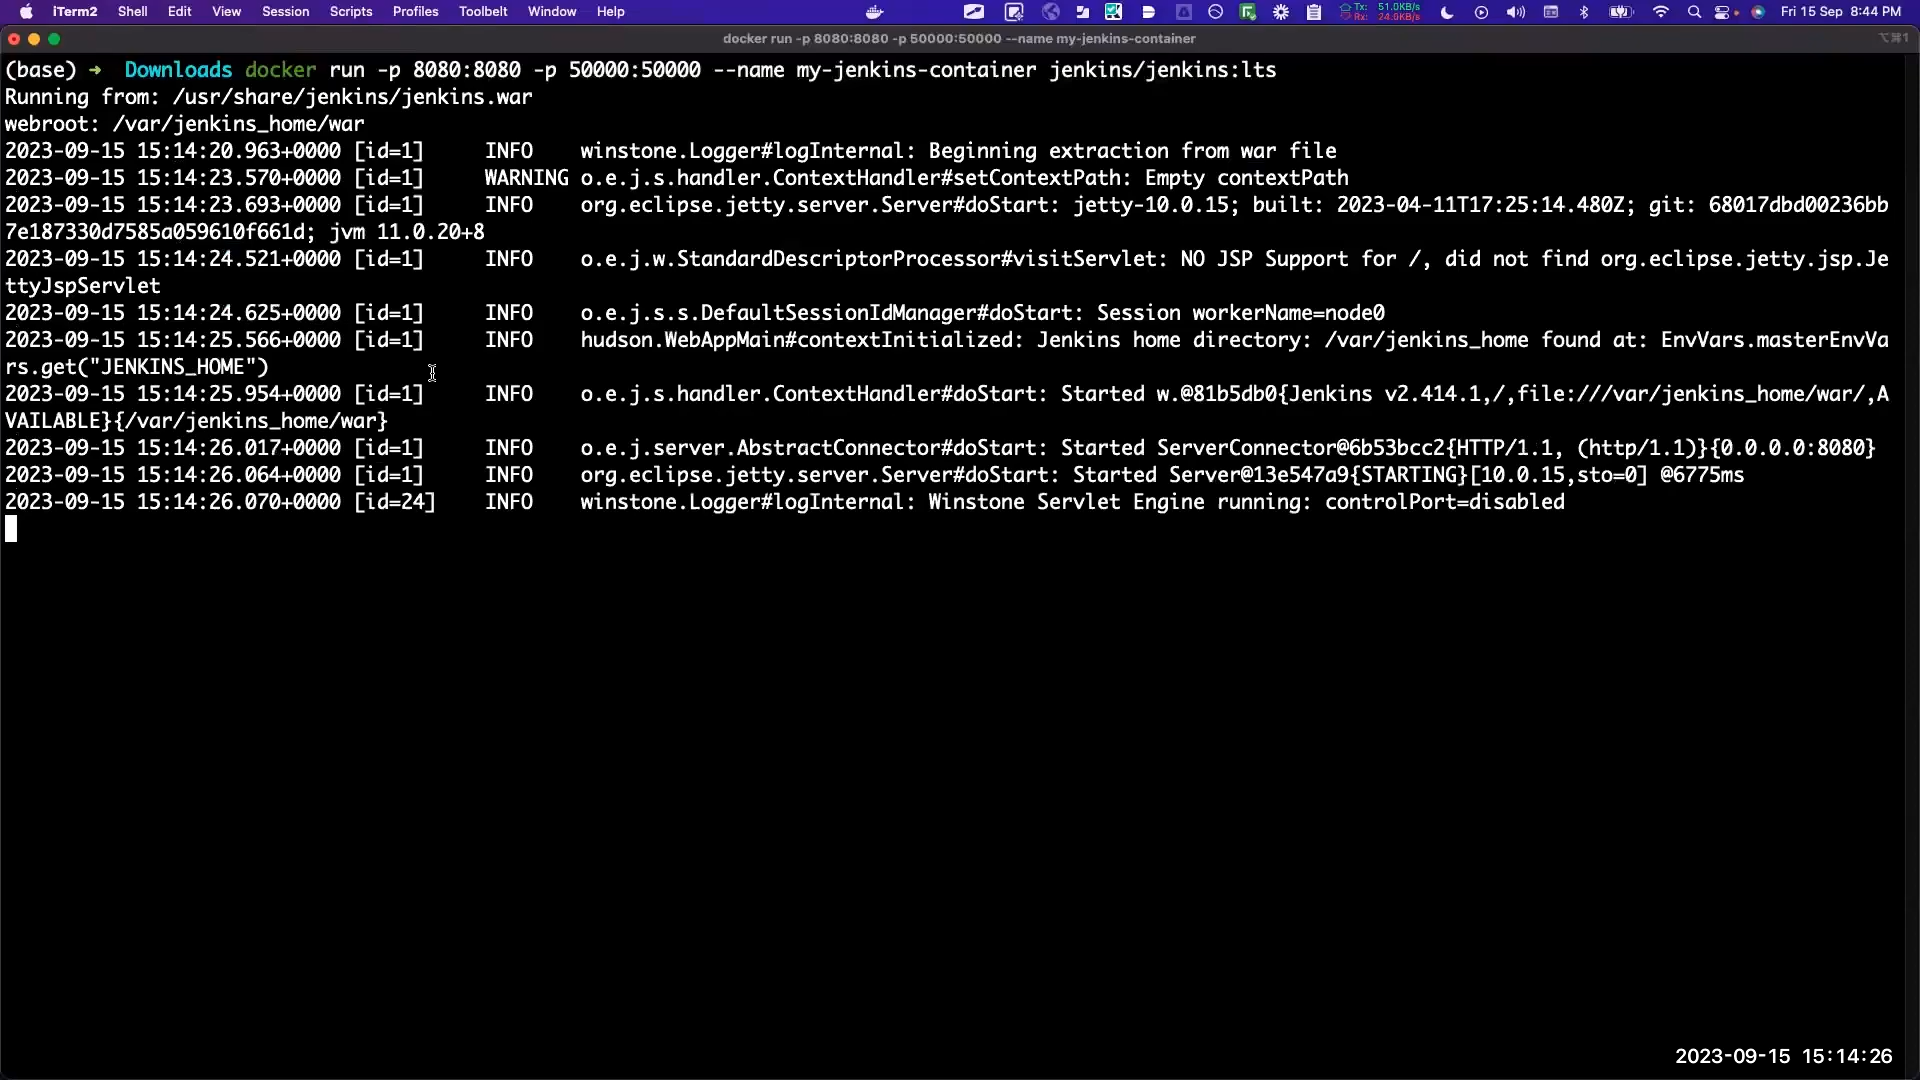 iTerm2 Shell Edit View Session Scripts Profiles Toolbelt Window Help Tx: 51.0KB/s Rx: 24.0KB/s Fri 15 Sep 8:44 PM
docker run -p 8080:8080 -p 50000:50000 --name my-jenkins-container ⌥⌘1
(base) ➜ Downloads docker run -p 8080:8080 -p 50000:50000 --name my-jenkins-container jenkins/jenkins:lts
Running from: /usr/share/jenkins/jenkins.war
webroot: /var/jenkins_home/war
2023-09-15 15:14:20.963+0000 [id=1] INFO winstone.Logger#logInternal: Beginning extraction from war file
2023-09-15 15:14:23.570+0000 [id=1] WARNING o.e.j.s.handler.ContextHandler#setContextPath: Empty contextPath
2023-09-15 15:14:23.693+0000 [id=1] INFO org.eclipse.jetty.server.Server#doStart: jetty-10.0.15; built: 2023-04-11T17:25:14.480Z; git: 68017dbd00236bb
7e187330d7585a059610f661d; jvm 11.0.20+8
2023-09-15 15:14:24.521+0000 [id=1] INFO o.e.j.w.StandardDescriptorProcessor#visitServlet: NO JSP Support for /, did not find org.eclipse.jetty.jsp.Je
ttyJspServlet
2023-09-15 15:14:24.625+0000 [id=1] INFO o.e.j.s.s.DefaultSessionIdManager#doStart: Session workerName=node0
2023-09-15 15:14:25.566+0000 [id=1] INFO hudson.WebAppMain#contextInitialized: Jenkins home directory: /var/jenkins_home found at: EnvVars.masterEnvVa
rs.get("JENKINS_HOME")
2023-09-15 15:14:25.954+0000 [id=1] INFO o.e.j.s.handler.ContextHandler#doStart: Started w.@81b5db0{Jenkins v2.414.1,/,file:///var/jenkins_home/war/,A
VAILABLE}{/var/jenkins_home/war}
2023-09-15 15:14:26.017+0000 [id=1] INFO o.e.j.server.AbstractConnector#doStart: Started ServerConnector@6b53bcc2{HTTP/1.1, (http/1.1)}{0.0.0.0:8080}
2023-09-15 15:14:26.064+0000 [id=1] INFO org.eclipse.jetty.server.Server#doStart: Started Server@13e547a9{STARTING}[10.0.15,sto=0] @6775ms
2023-09-15 15:14:26.070+0000 [id=24] INFO winstone.Logger#logInternal: Winstone Servlet Engine running: controlPort=disabled
2023-09-15 15:14:26